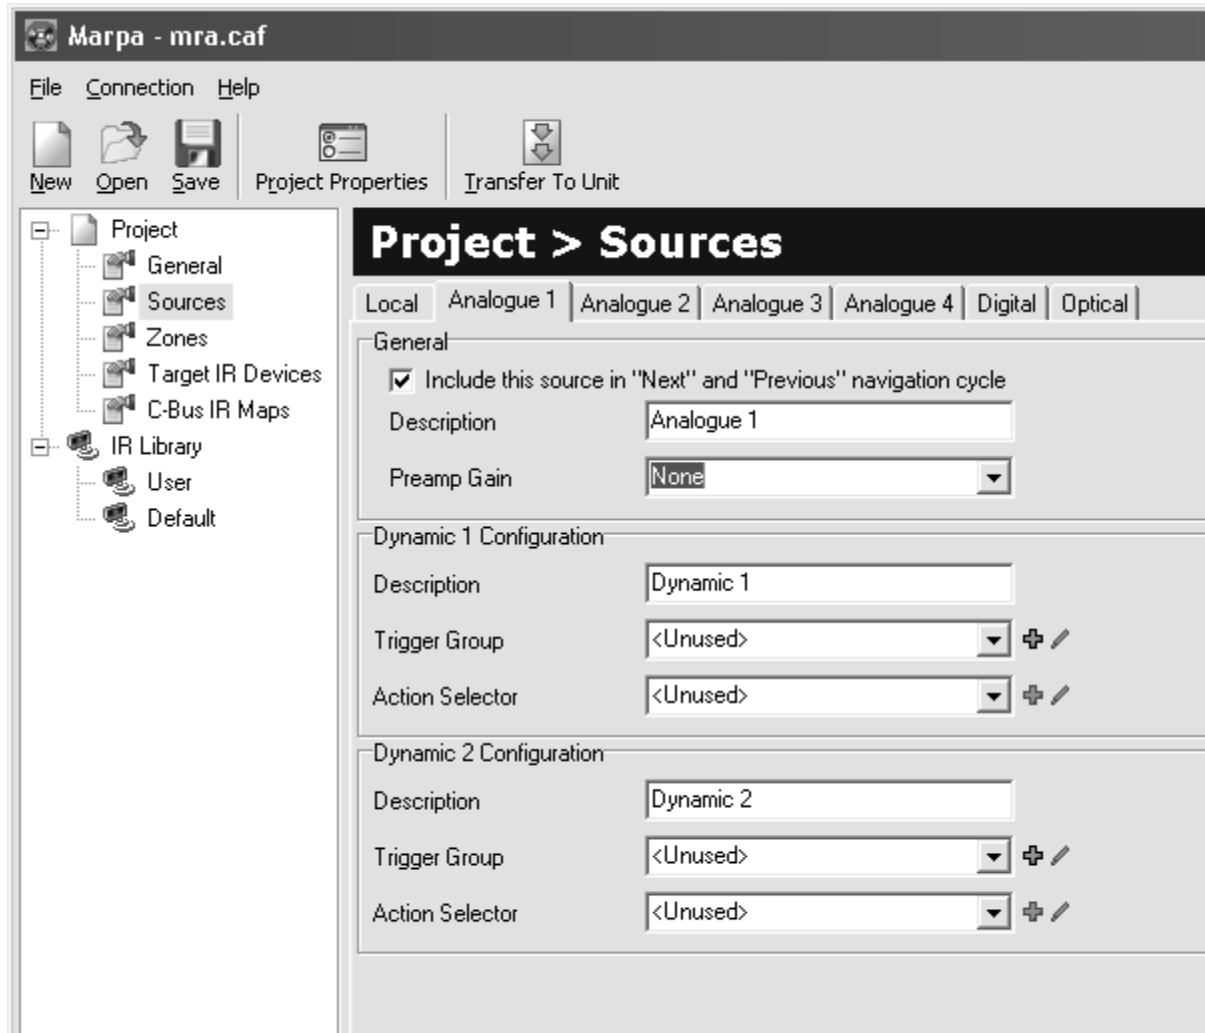 Marpa - mra.caf
File Connection Help
New Open Save Project Properties Transfer To Unit
Project
General
Sources
Zones
Target IR Devices
C-Bus IR Maps
IR Library
User
Default
Project > Sources
Local Analogue 1 Analogue 2 Analogue 3 Analogue 4 Digital Optical
General
Include this source in "Next" and "Previous" navigation cycle
Description Analogue 1
Preamp Gain None
Dynamic 1 Configuration
Description Dynamic 1
Trigger Group <Unused>
Action Selector <Unused>
Dynamic 2 Configuration
Description Dynamic 2
Trigger Group <Unused>
Action Selector <Unused>